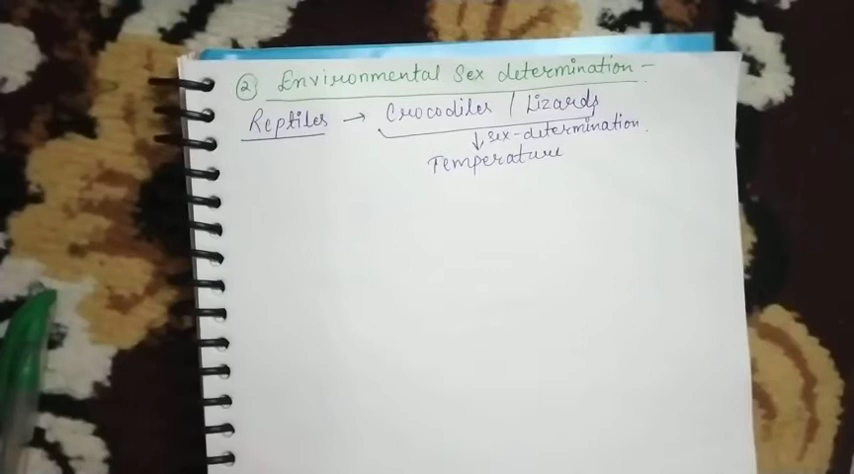 ② Environmental Sex determination -
Reptiles → Crocodiles / Lizards
↓ sex-determination.
Temperature